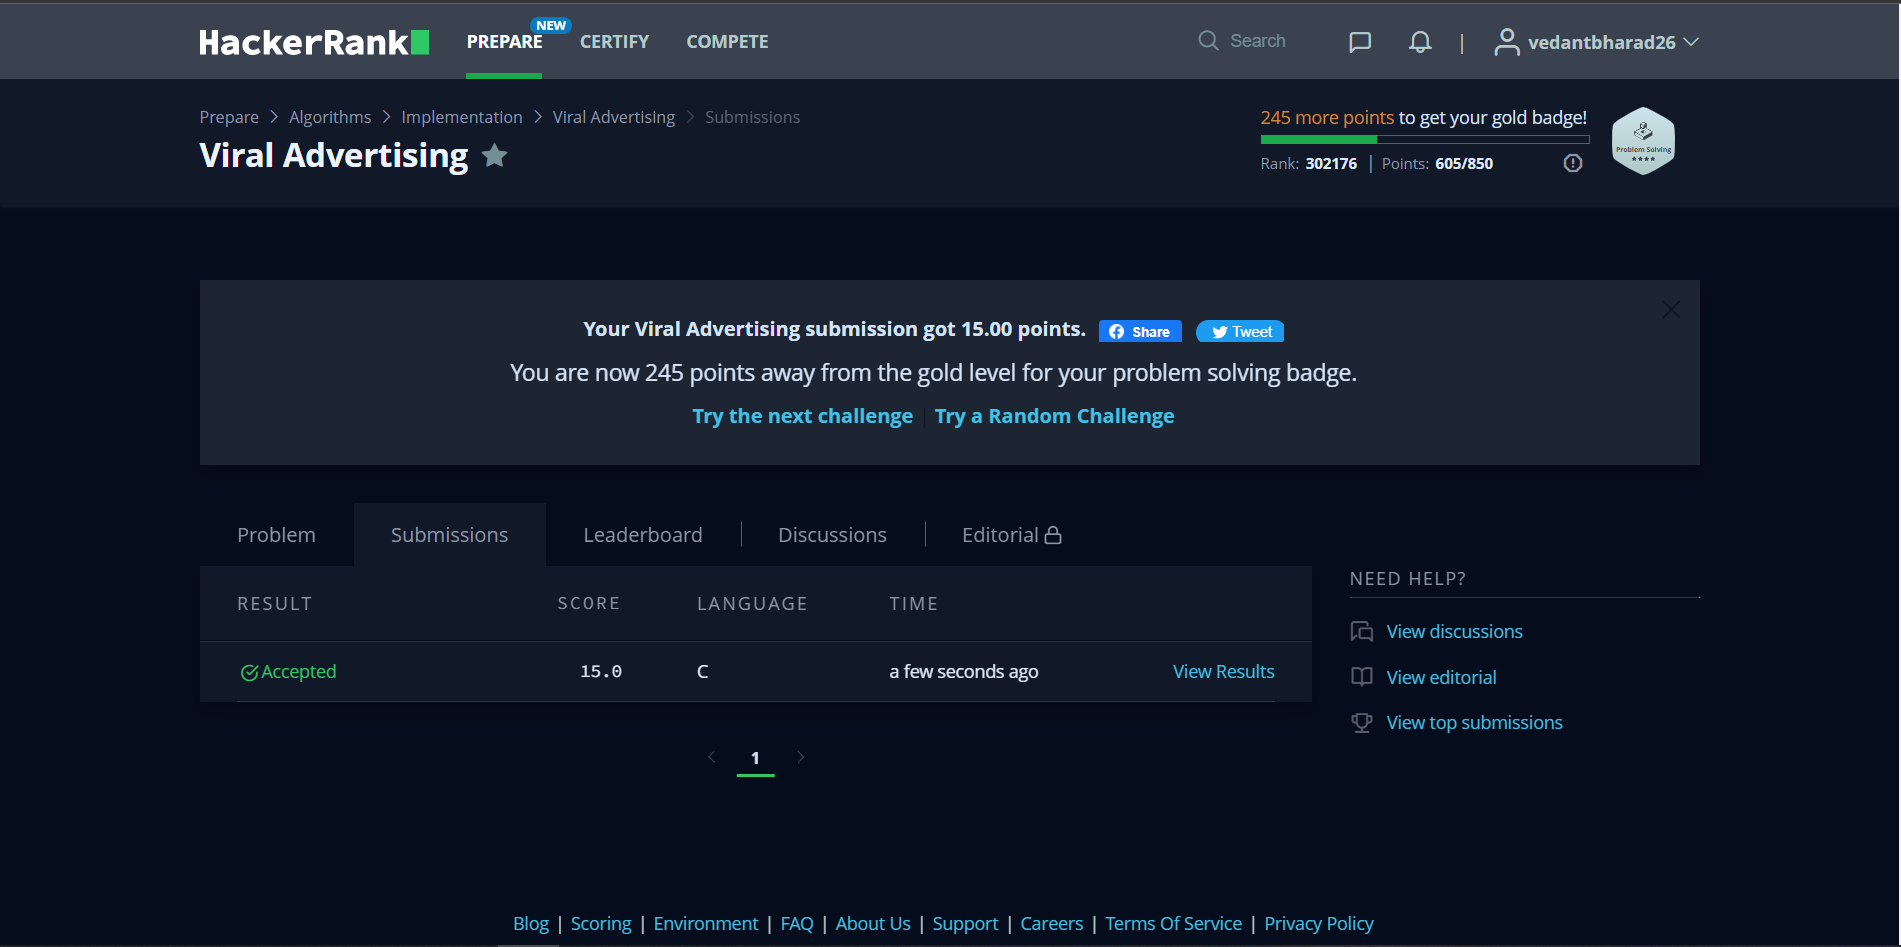 HackerRank
PREPARE NEW CERTIFY COMPETE
Search
| vedantbharad26
Prepare > Algorithms > Implementation > Viral Advertising > Submissions
Viral Advertising
245 more points to get your gold badge!
Rank: 302176 | Points: 605/850
Problem Solving
Your Viral Advertising submission got 15.00 points. Share Tweet
You are now 245 points away from the gold level for your problem solving badge.
Try the next challenge | Try a Random Challenge
Problem Submissions Leaderboard | Discussions | Editorial
RESULT SCORE LANGUAGE TIME
Accepted 15.0 C a few seconds ago View Results
1
NEED HELP?
View discussions
View editorial
View top submissions
Blog | Scoring | Environment | FAQ | About Us | Support | Careers | Terms Of Service | Privacy Policy